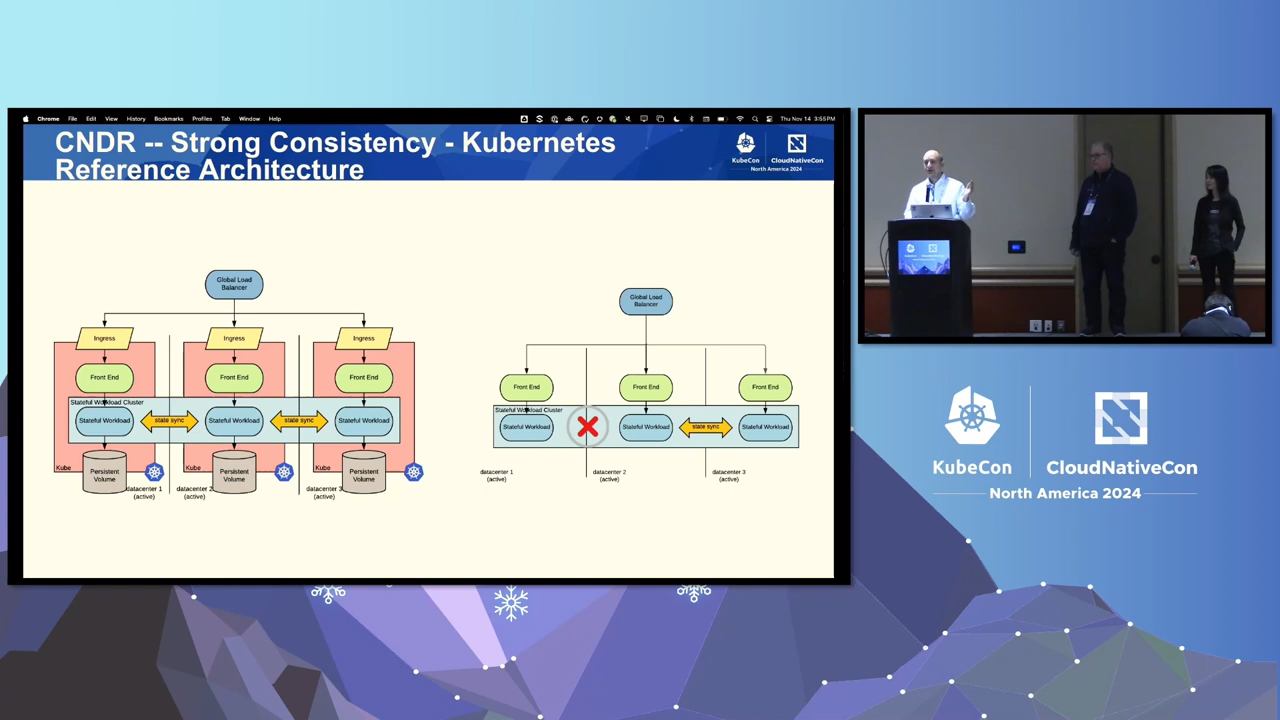 Chrome File Edit View History Bookmarks Profiles Tab Window Help
Thu Nov 14 3:55PM
CNDR -- Strong Consistency - Kubernetes
Reference Architecture
KubeCon
CloudNativeCon
North America 2024
Global Load
Balancer
Ingress
Ingress
Ingress
Front End
Front End
Front End
Stateful Workload Cluster
Stateful Workload
state sync
Stateful Workload
state sync
Stateful Workload
Kube
Persistent
Volume
Kube
Persistent
Volume
Kube
Persistent
Volume
datacenter 1
(active)
datacenter 2
(active)
datacenter 3
(active)
Global Load
Balancer
Front End
Front End
Front End
Stateful Workload Cluster
Stateful Workload
Stateful Workload
state sync
Stateful Workload
datacenter 1
(active)
datacenter 2
(active)
datacenter 3
(active)
KubeCon
CloudNativeCon
North America 2024